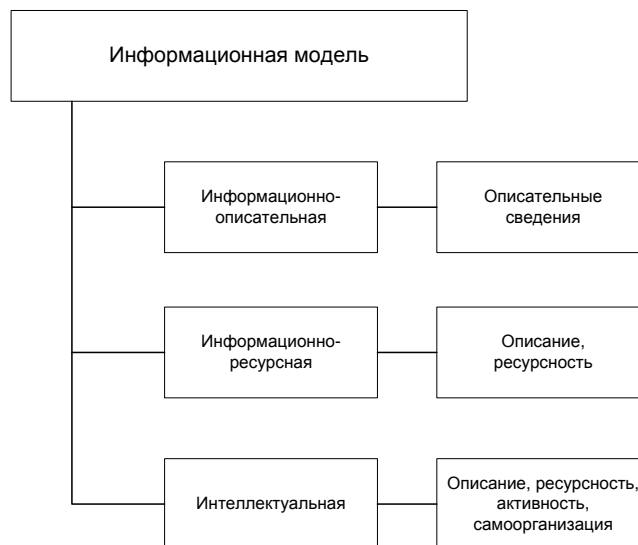 Информационная модель
Информационно-
описательная
Описательные
сведения
Информационно-
ресурсная
Описание,
ресурсность
Интеллектуальная
Описание, ресурсность,
активность,
самоорганизация